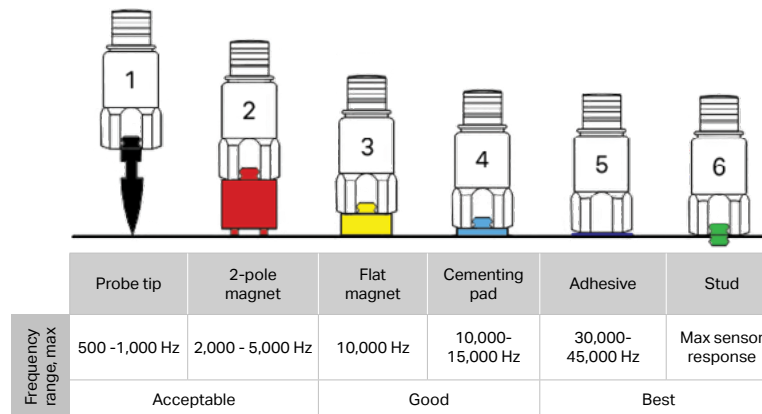 1
2
3
4
5
6
Probe tip
2-pole
magnet
Flat
magnet
Cementing
pad
Adhesive
Stud
Frequency
range, max
500 -1,000 Hz
2,000 - 5,000 Hz
10,000 Hz
10,000-
15,000 Hz
30,000-
45,000 Hz
Max sensor
response
Acceptable
Good
Best